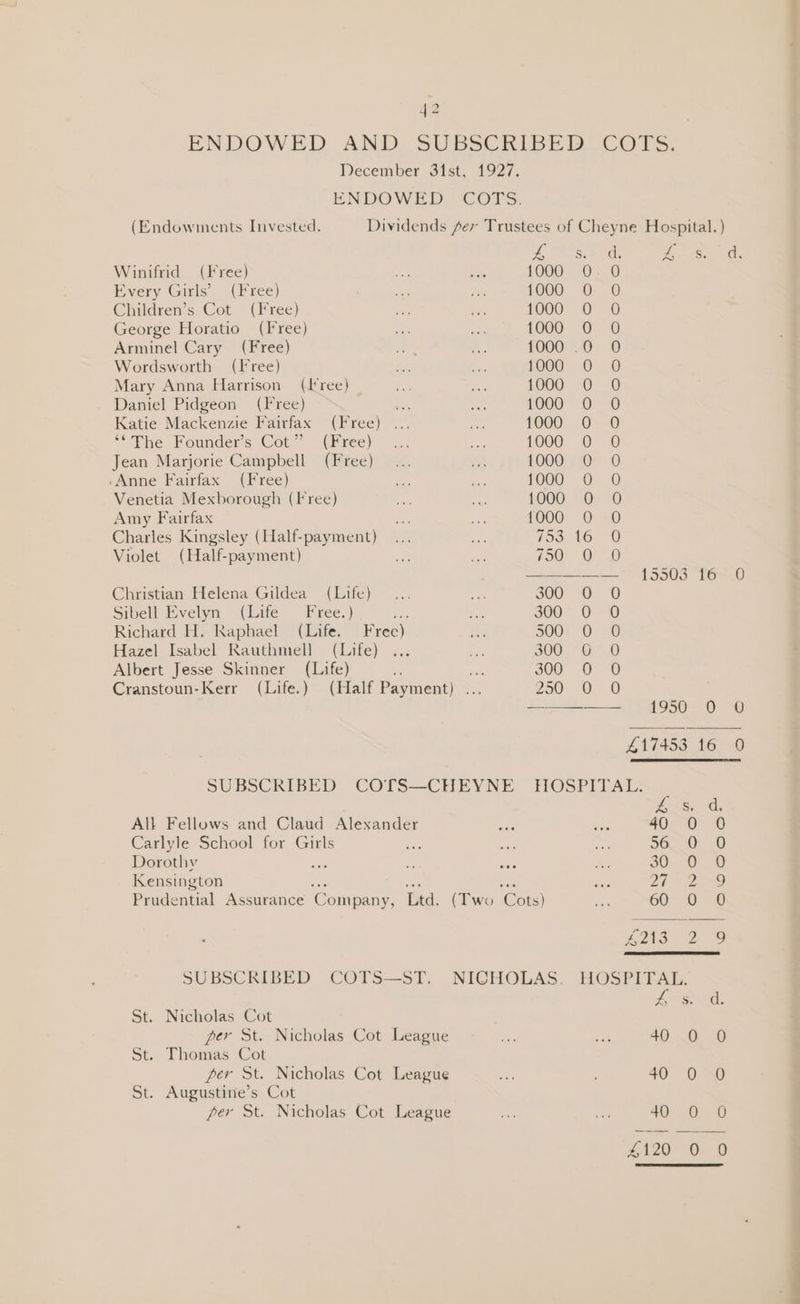 42
ENDOWED AND SUBSCRIBED COTS.
December 31st, 1927.
ENDOWED COTS.
(Endowments Invested. Dividends per Trustees of Cheyne Hospital.)
£ s. d. £ s. d.
Winifrid (Free) ... ... 1000 0 0
Every Girls' (Free) ... ... 1000 0 0
Children's Cot (Free) ... ... 1000 0 0
George Horatio (Free) ... ... 1000 0 0
Arminel Cary (Free) ... ... 1000 0 0
Wordsworth (Free) ... ... 1000 0 0
Mary Anna Harrison (Free) ... ... 1000 0 0
Daniel Pidgeon (Free) ... ... 1000 0 0
Katie Mackenzie Fairfax (Free) ... ... 1000 0 0
"The Founder's Cot" (Free) ... ... 1000 0 0
Jean Marjorie Campbell (Free) ... ... 1000 0 0
Anne Fairfax (Free) ... ... 1000 0 0
Venetia Mexborough (Free) ... ... 1000 0 0
Amy Fairfax ... ... 1000 0 0
Charles Kingsley (Half-payment) ... ... 753 16 0
Violet (Half-payment) ... ... 750 0 0
15503 16 0
Christian Helena Gildea (Life) ... ... 300 0 0
Sibell Evelyn (Life Free.) ... ... 300 0 0
Richard H. Raphael (Life. Free) ... 500 0 0
Hazel Isabel Rauthmell (Life) ... ... 300 0 0
Albert Jesse Skinner (Life) ... ... 300 0 0
Cranstoun-Kerr (Life.) (Half Payment) ... 250 0 0
1950 0 0
£17453 16 0
SUBSCRIBED COTS—CHEYNE HOSPITAL.
£ s. d.
All Fellows and Claud Alexander ... ... 40 0 0
Carlyle School for Girls ... ... ... 56 0 0
Dorothy ... ... ... ... 30 0 0
Kensington ... ... ... ... 27 2 9
Prudential Assurance Company, Ltd. (Two Cots) ... 60 0 0
£213 2 9
SUBSCRIBED COTS—ST. NICHOLAS. HOSPITAL.
£ s. d.
St. Nicholas Cot
per St. Nicholas Cot League ... ... 40 0 0
St. Thomas Cot
per St. Nicholas Cot League ... . 40 0 0
St. Augustine's Cot
per St. Nicholas Cot League ... ... 40 0 0
£120 0 0